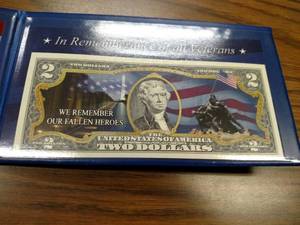 ★ In Remembrance of our Veterans ★
2
2
WE REMEMBER
OUR FALLEN HEROES
THE
UNITED STATES OF AMERICA
2
TWO DOLLARS
2